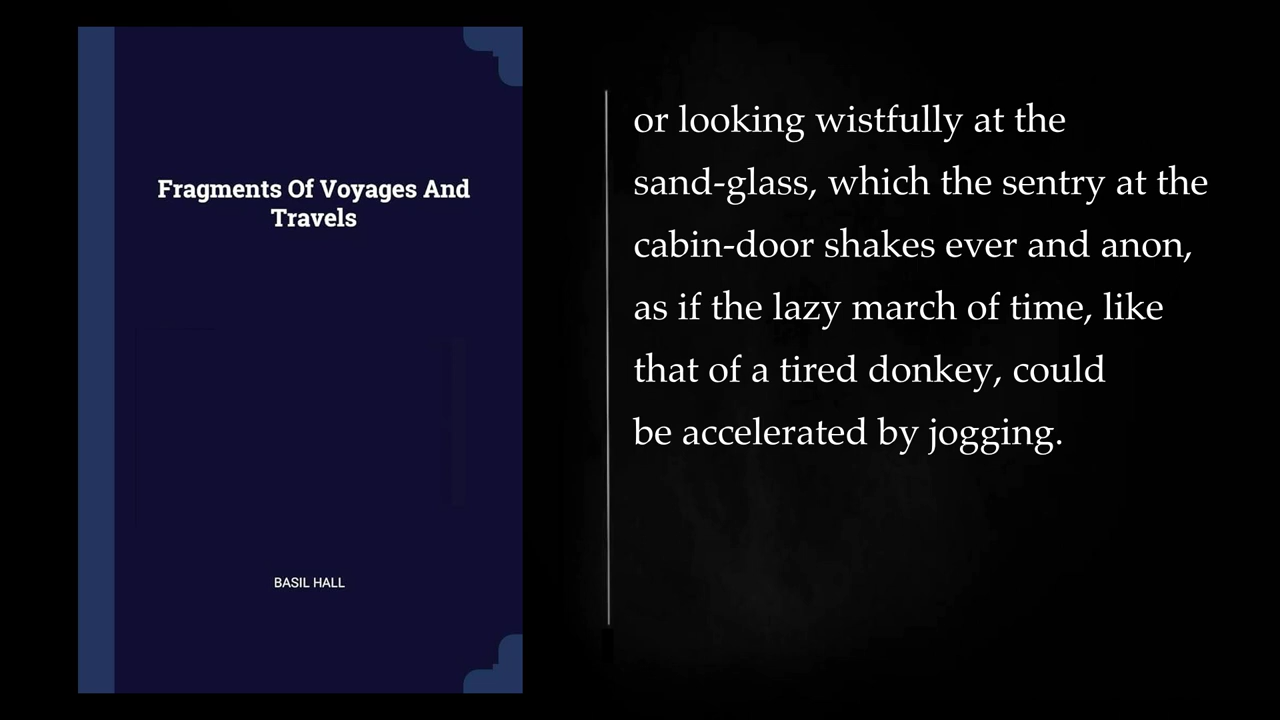 Fragments Of Voyages And
Travels
BASIL HALL
or looking wistfully at the
sand-glass, which the sentry at the
cabin-door shakes ever and anon,
as if the lazy march of time, like
that of a tired donkey, could
be accelerated by jogging.